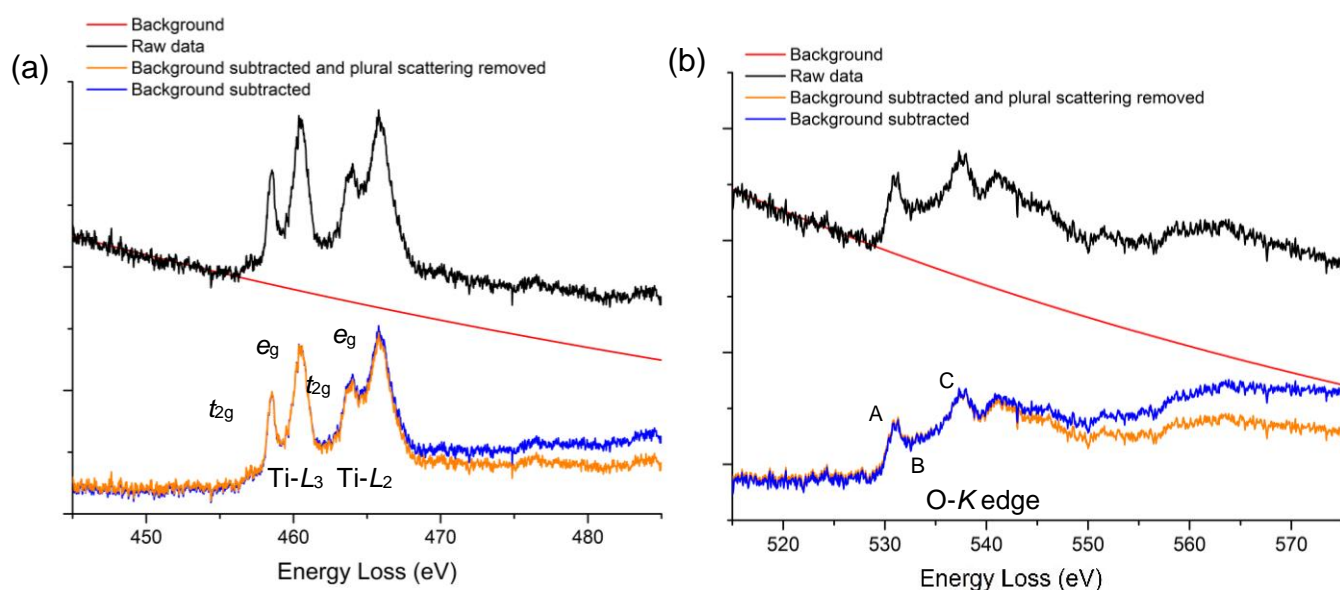 (a)
Background
Raw data
Background subtracted and plural scattering removed
Background subtracted
eg
eg
t2g
t2g
Ti-L3 Ti-L2
450 460 470 480
Energy Loss (eV)
(b)
Background
Raw data
Background subtracted and plural scattering removed
Background subtracted
C
A
B
O-K edge
520 530 540 550 560 570
Energy Loss (eV)